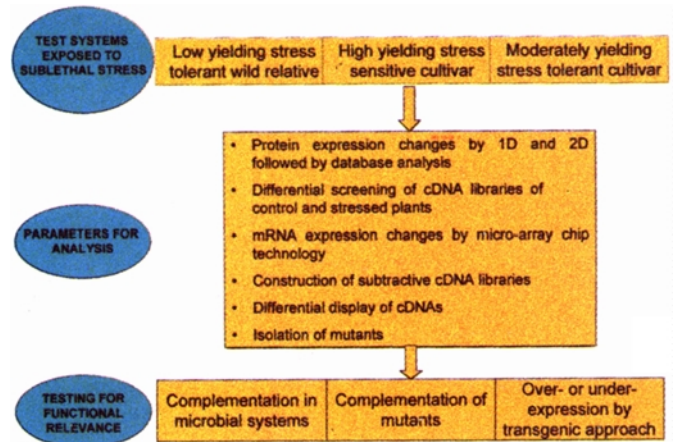 TEST SYSTEMS
EXPOSED TO
SUBLETHAL STRESS
Low yielding stress
tolerant wild relative
High yielding stress
sensitive cultivar
Moderately yielding
stress tolerant cultivar
PARAMETERS FOR
ANALYSIS
• Protein expression changes by 1D and 2D
followed by database analysis
• Differential screening of cDNA libraries of
control and stressed plants
• mRNA expression changes by micro-array chip
technology
• Construction of subtractive cDNA libraries
• Differential display of cDNAs
• Isolation of mutants
TESTING FOR
FUNCTIONAL
RELEVANCE
Complementation in
microbial systems
Complementation of
mutants
Over- or under-
expression by
transgenic approach